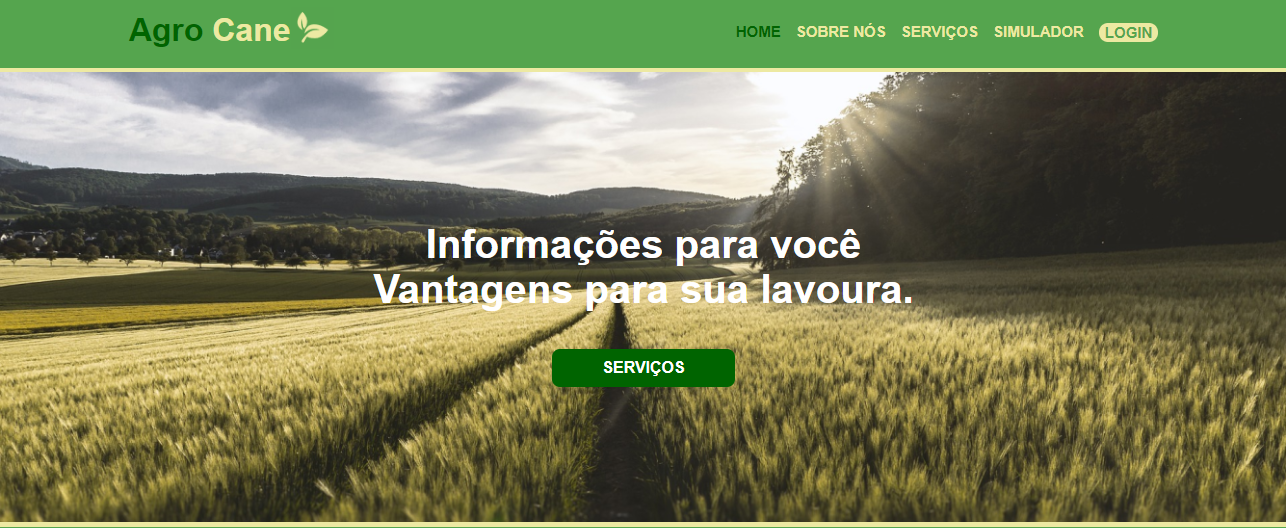 Agro Cane
HOME SOBRE NÓS SERVIÇOS SIMULADOR LOGIN
Informações para você
Vantagens para sua lavoura.
SERVIÇOS